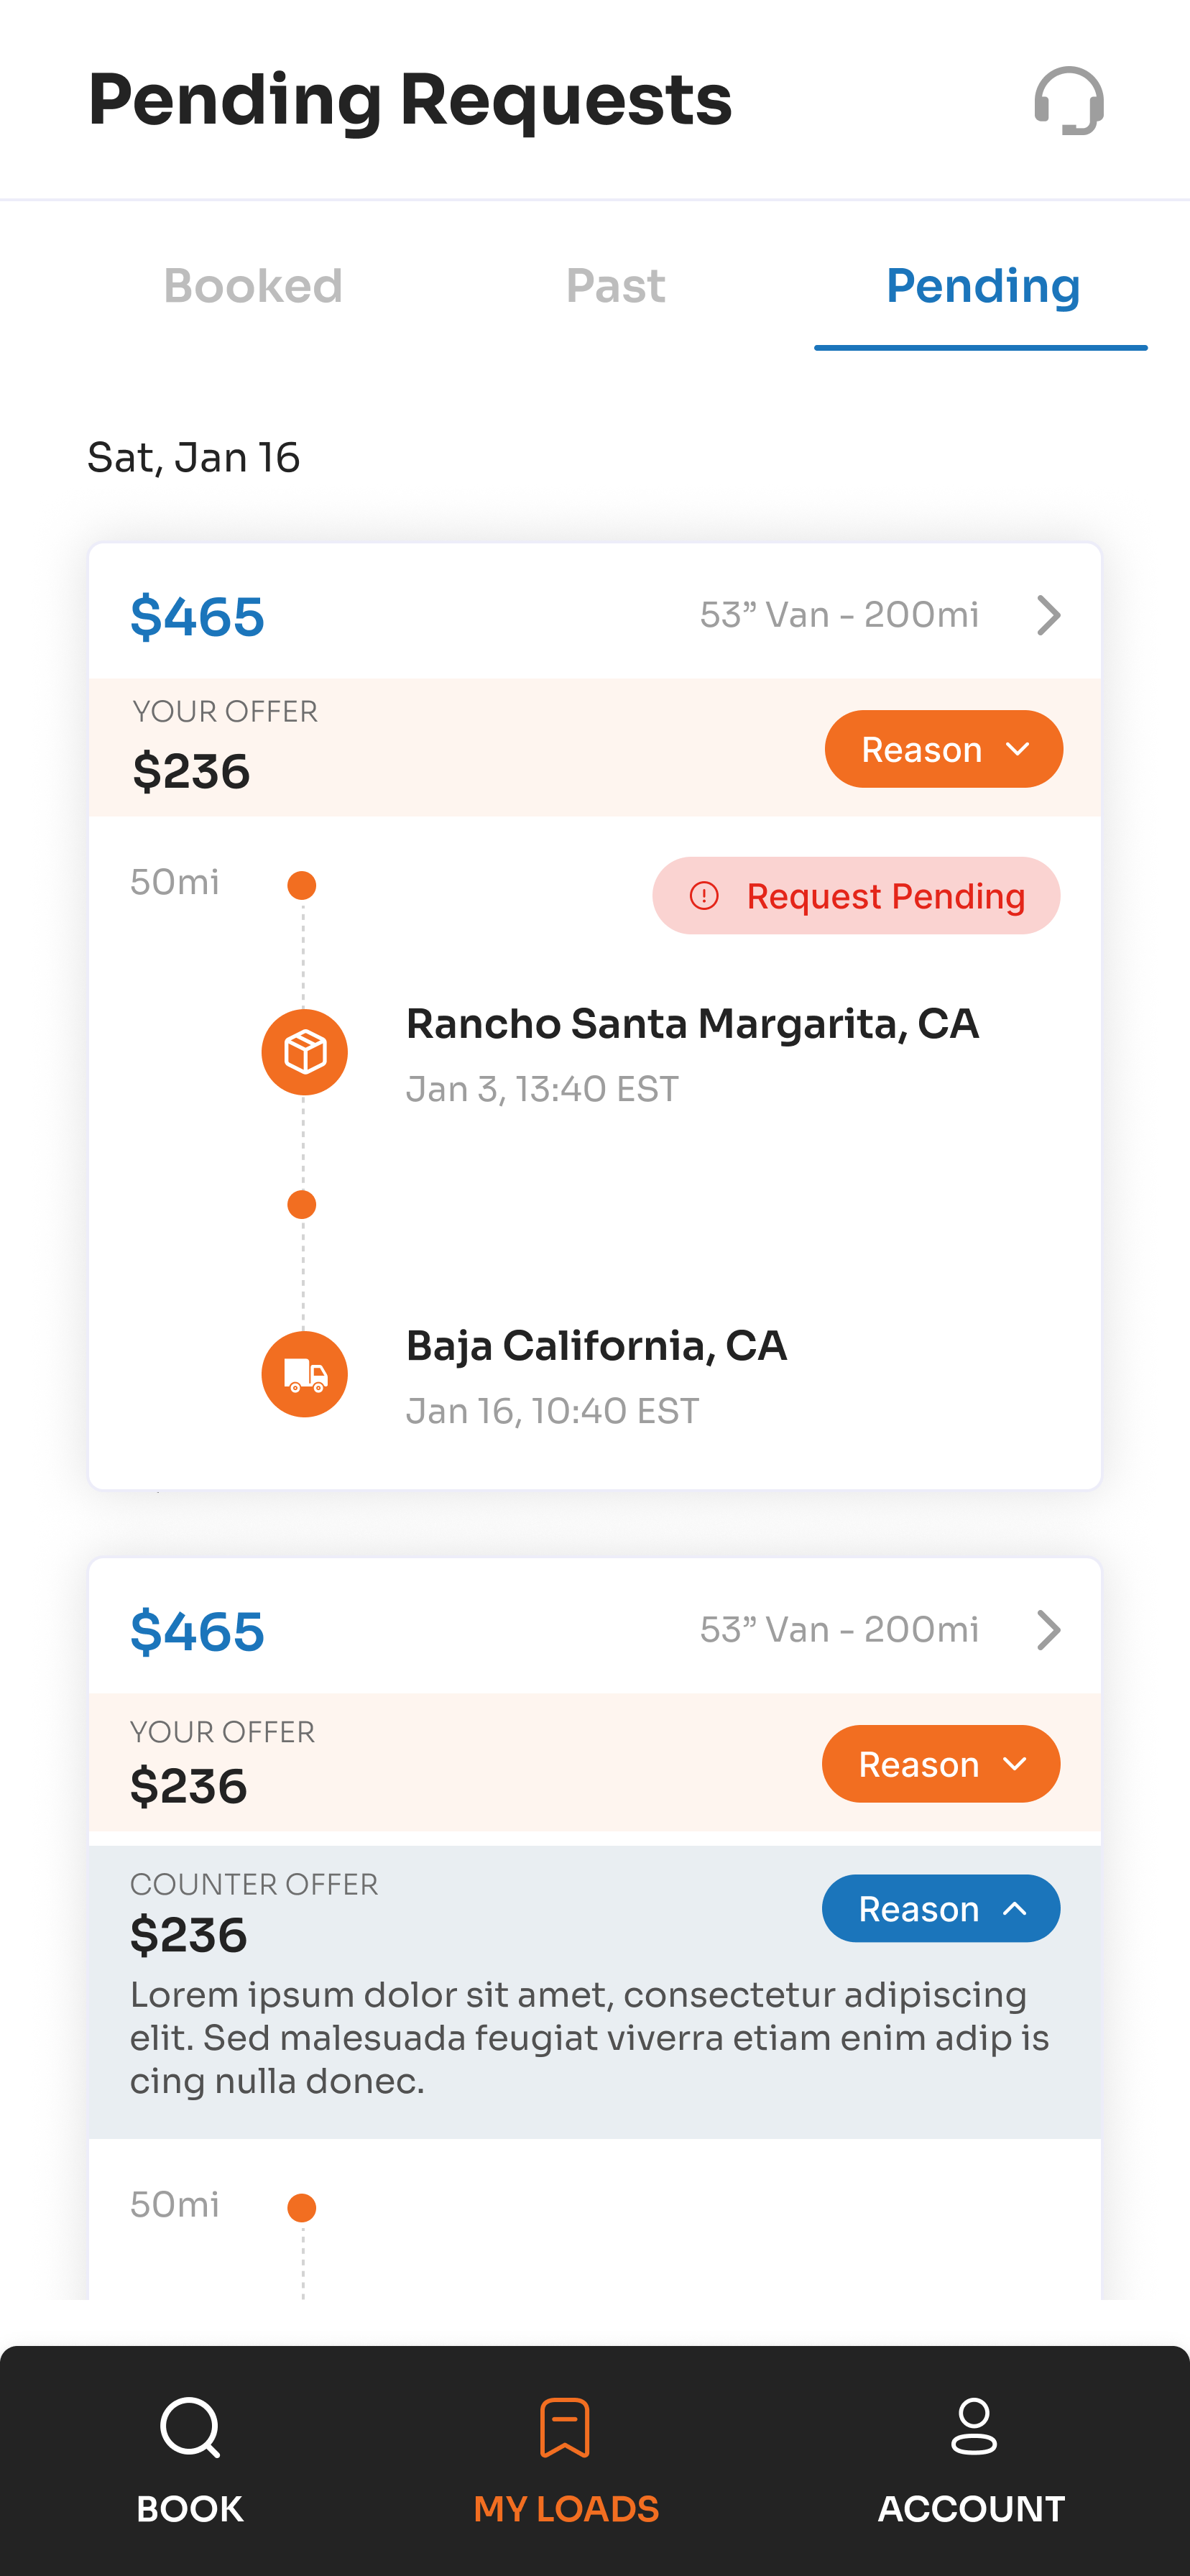 Pending Requests
Booked Past Pending
Sat, Jan 16
$465 53” Van - 200mi
YOUR OFFER
$236
Reason
50mi
Request Pending
Rancho Santa Margarita, CA
Jan 3, 13:40 EST
Baja California, CA
Jan 16, 10:40 EST
$465 53” Van - 200mi
YOUR OFFER
$236
Reason
COUNTER OFFER
$236
Reason
Lorem ipsum dolor sit amet, consectetur adipiscing
elit. Sed malesuada feugiat viverra etiam enim adip is
cing nulla donec.
50mi
BOOK MY LOADS ACCOUNT